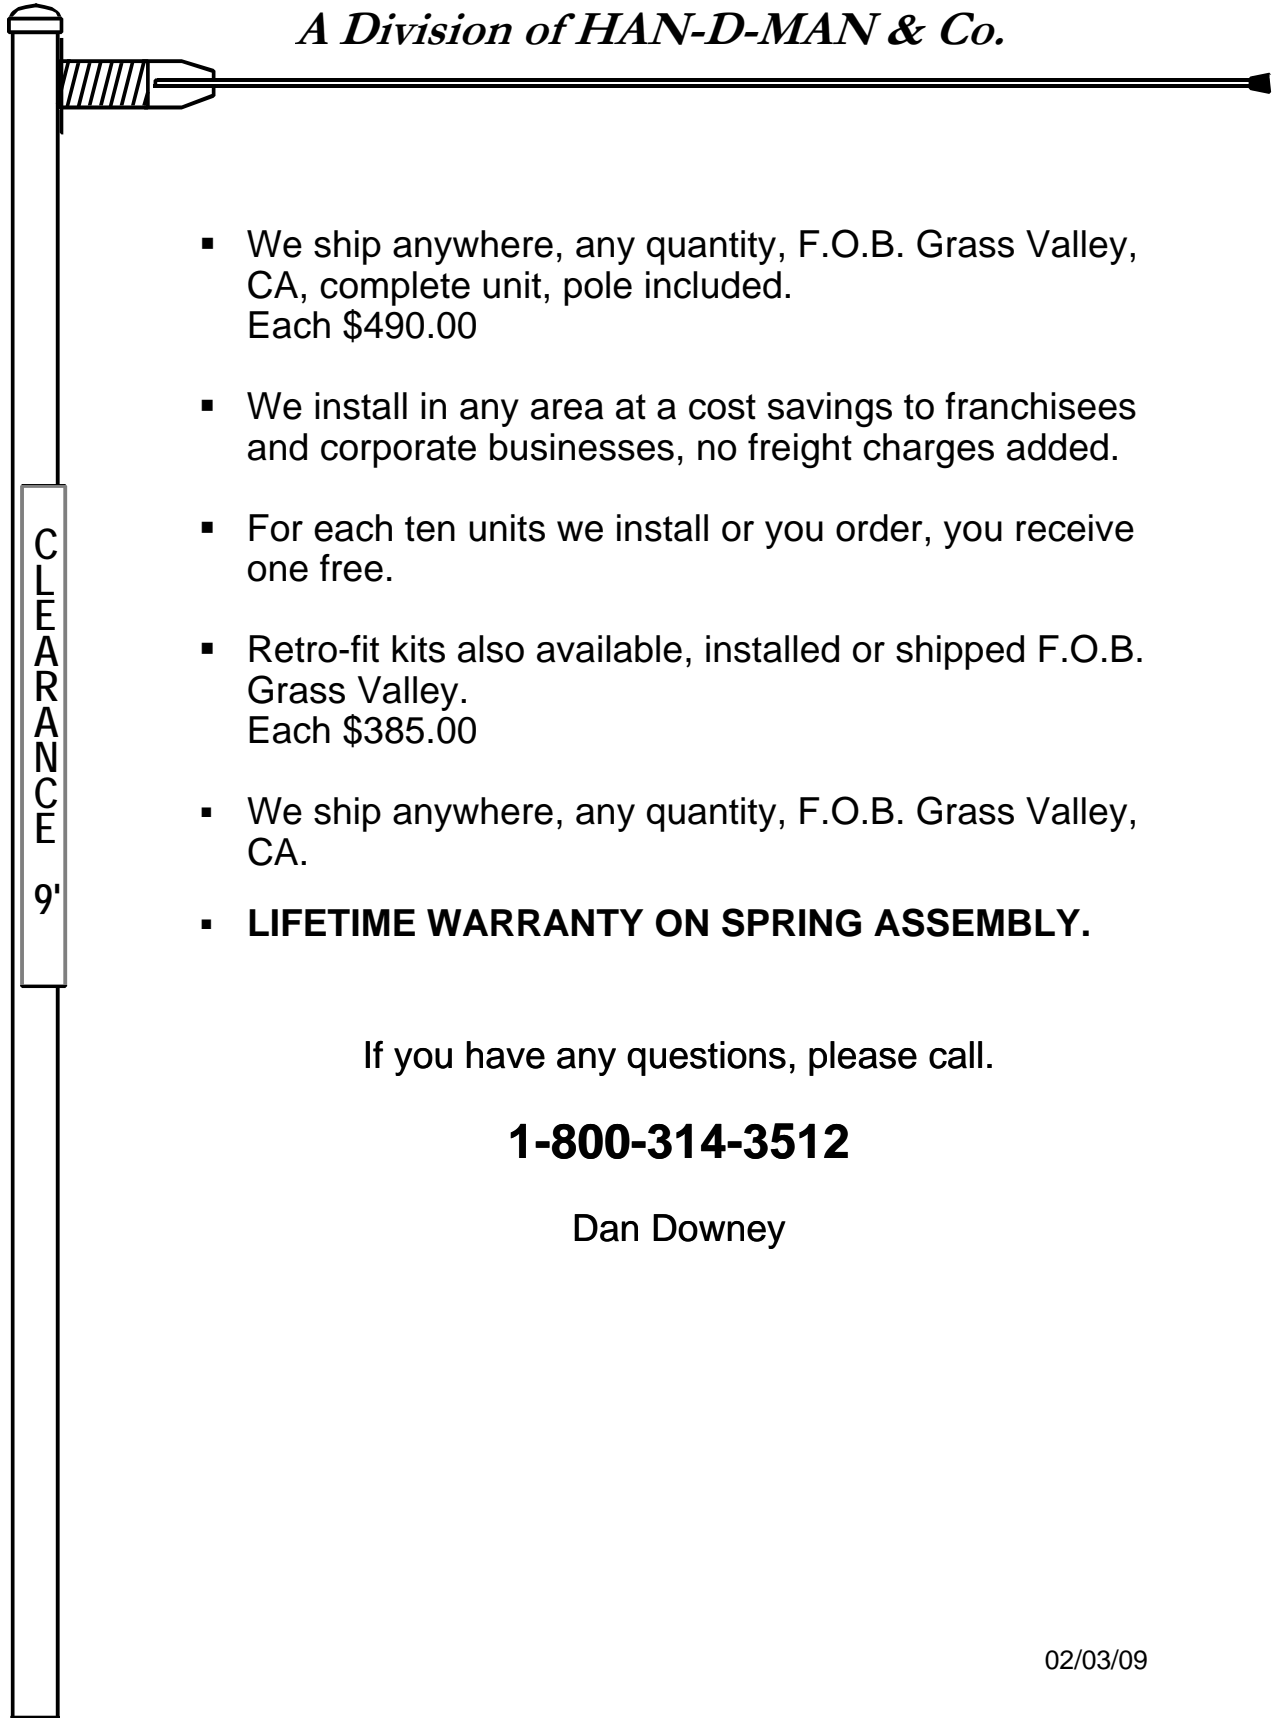 A Division of HAN-D-MAN & Co.
▪ We ship anywhere, any quantity, F.O.B. Grass Valley,
CA, complete unit, pole included.
Each $490.00
▪ We install in any area at a cost savings to franchisees
and corporate businesses, no freight charges added.
▪ For each ten units we install or you order, you receive
one free.
▪ Retro-fit kits also available, installed or shipped F.O.B.
Grass Valley.
Each $385.00
▪ We ship anywhere, any quantity, F.O.B. Grass Valley,
CA.
▪ LIFETIME WARRANTY ON SPRING ASSEMBLY.
CLEARANCE 9'
If you have any questions, please call.
1-800-314-3512
Dan Downey
02/03/09